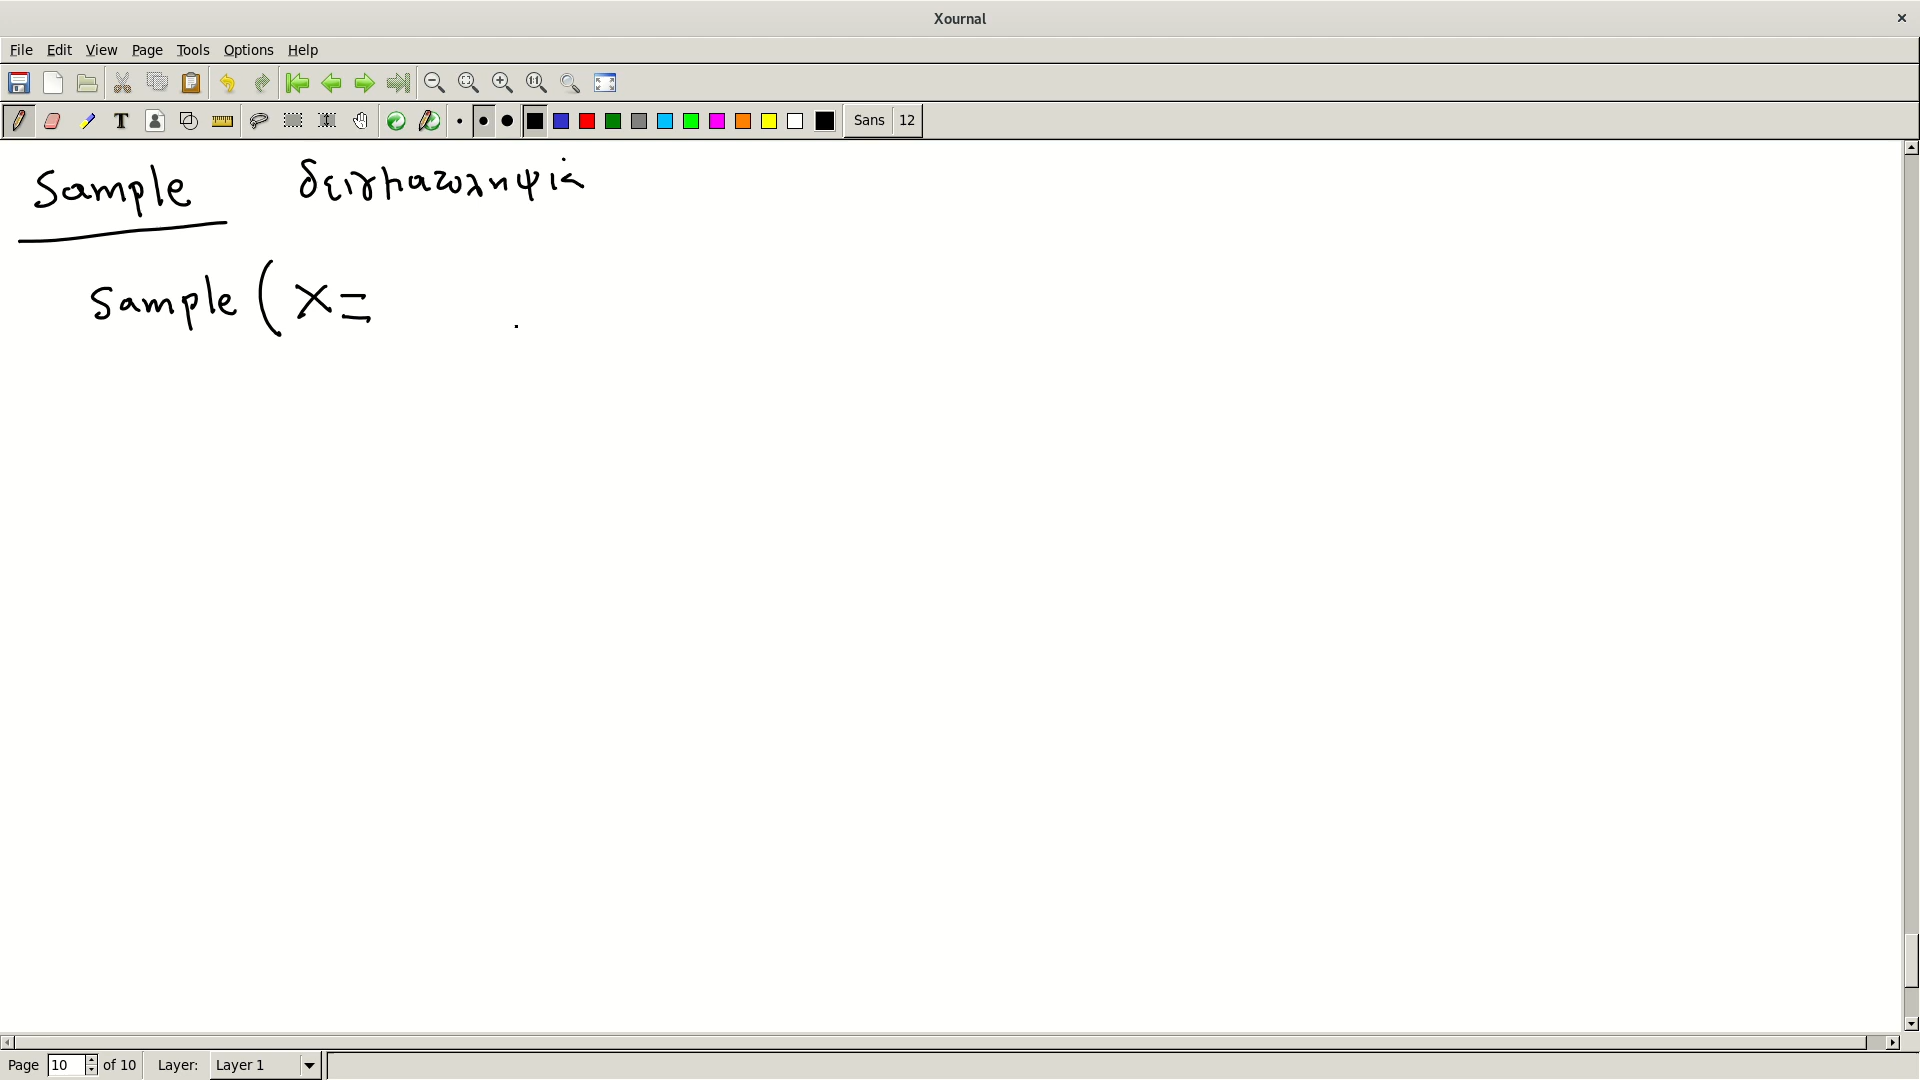 Xournal
File Edit View Page Tools Options Help
Sans 12
Sample δειγματοληψία
Sample ( X=
Page 10 of 10 Layer: Layer 1